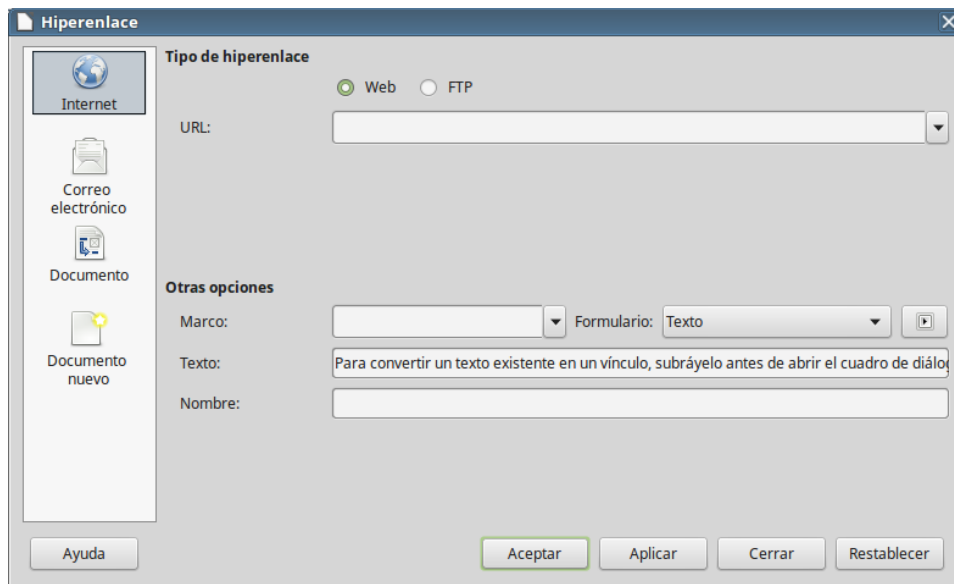 Hiperenlace
Internet
Correo
electrónico
Documento
Documento
nuevo
Tipo de hiperenlace
Web FTP
URL:
Otras opciones
Marco: Formulario: Texto
Texto: Para convertir un texto existente en un vínculo, subráyelo antes de abrir el cuadro de
Nombre:
Ayuda Aceptar Aplicar Cerrar Restablecer